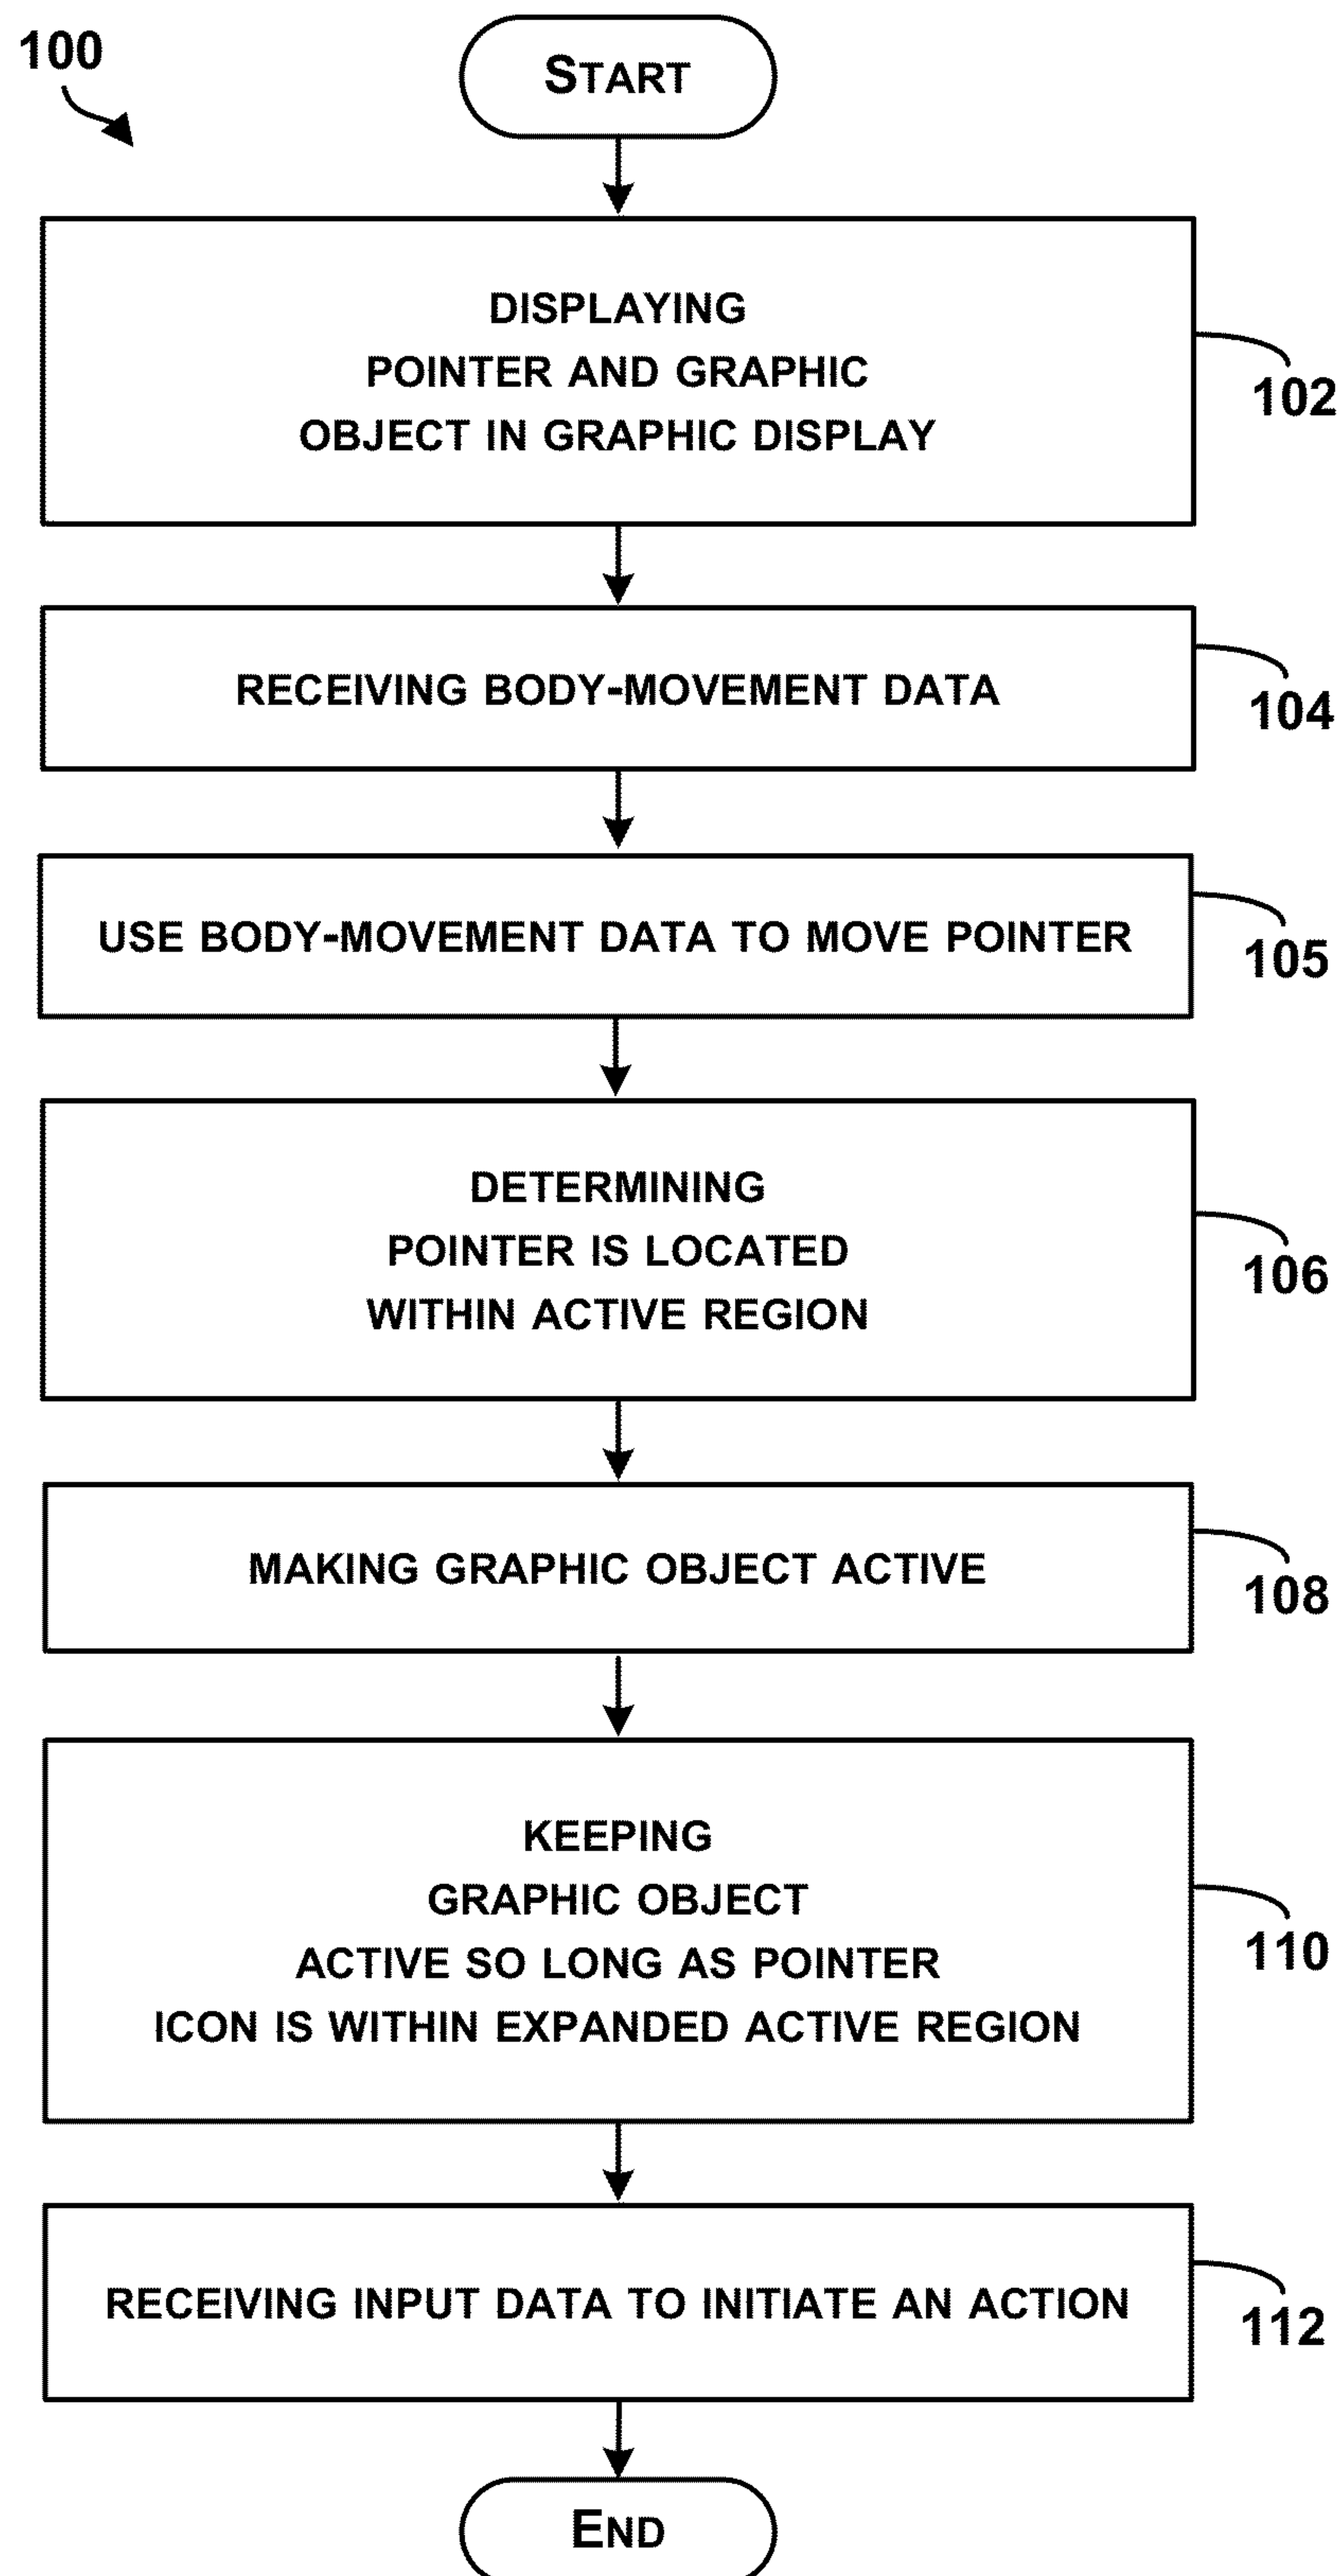 100
START
DISPLAYING
POINTER AND GRAPHIC
OBJECT IN GRAPHIC DISPLAY
102
RECEIVING BODY-MOVEMENT DATA
104
USE BODY-MOVEMENT DATA TO MOVE POINTER
105
DETERMINING
POINTER IS LOCATED
WITHIN ACTIVE REGION
106
MAKING GRAPHIC OBJECT ACTIVE
108
KEEPING
GRAPHIC OBJECT
ACTIVE SO LONG AS POINTER
ICON IS WITHIN EXPANDED ACTIVE REGION
110
RECEIVING INPUT DATA TO INITIATE AN ACTION
112
END